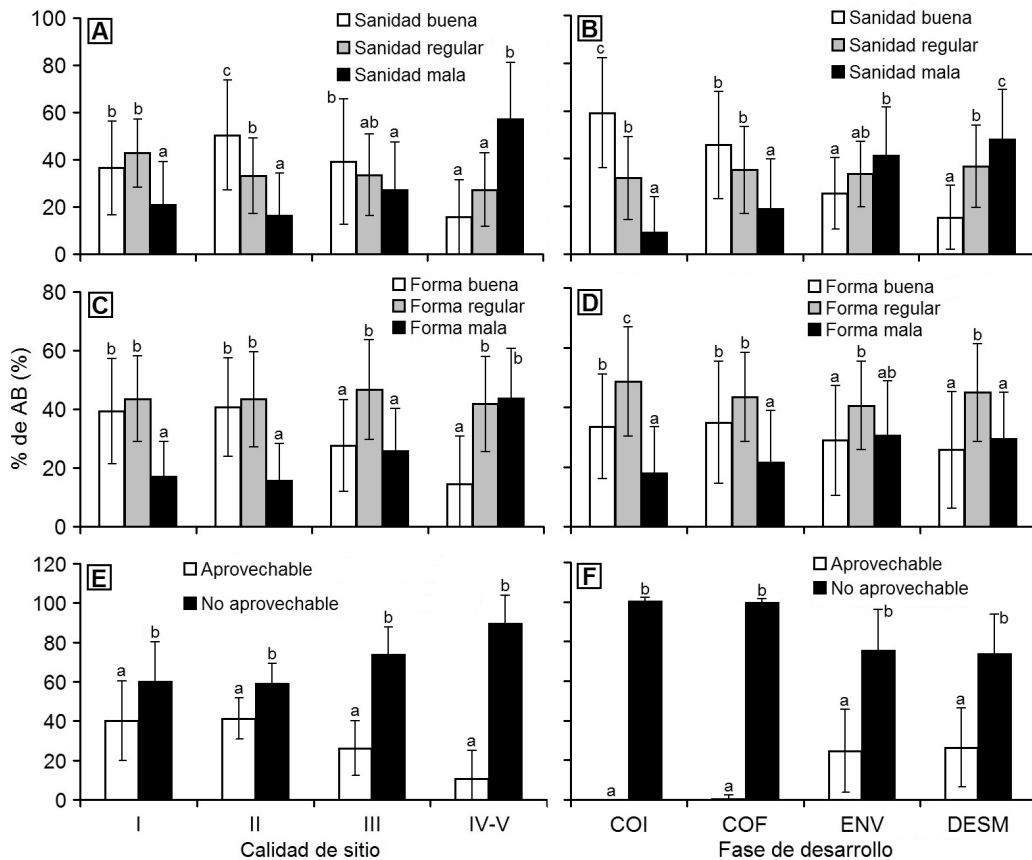 100
80
60
40
20
0
A
Sanidad buena
Sanidad regular
Sanidad mala
b b a
c b a
b ab a
a a b
B
Sanidad buena
Sanidad regular
Sanidad mala
c b a
b b a
a ab b
a b c
% de AB (%)
80
60
40
20
0
C
Forma buena
Forma regular
Forma mala
b b a
b b a
a b a
a b b
D
Forma buena
Forma regular
Forma mala
b c a
b b a
a b ab
a b a
120
100
80
60
40
20
0
E
Aprovechable
No aprovechable
a b
a b
a b
a b
I II III IV-V
Calidad de sitio
F
Aprovechable
No aprovechable
a b
a b
a b
a b
COI COF ENV DESM
Fase de desarrollo